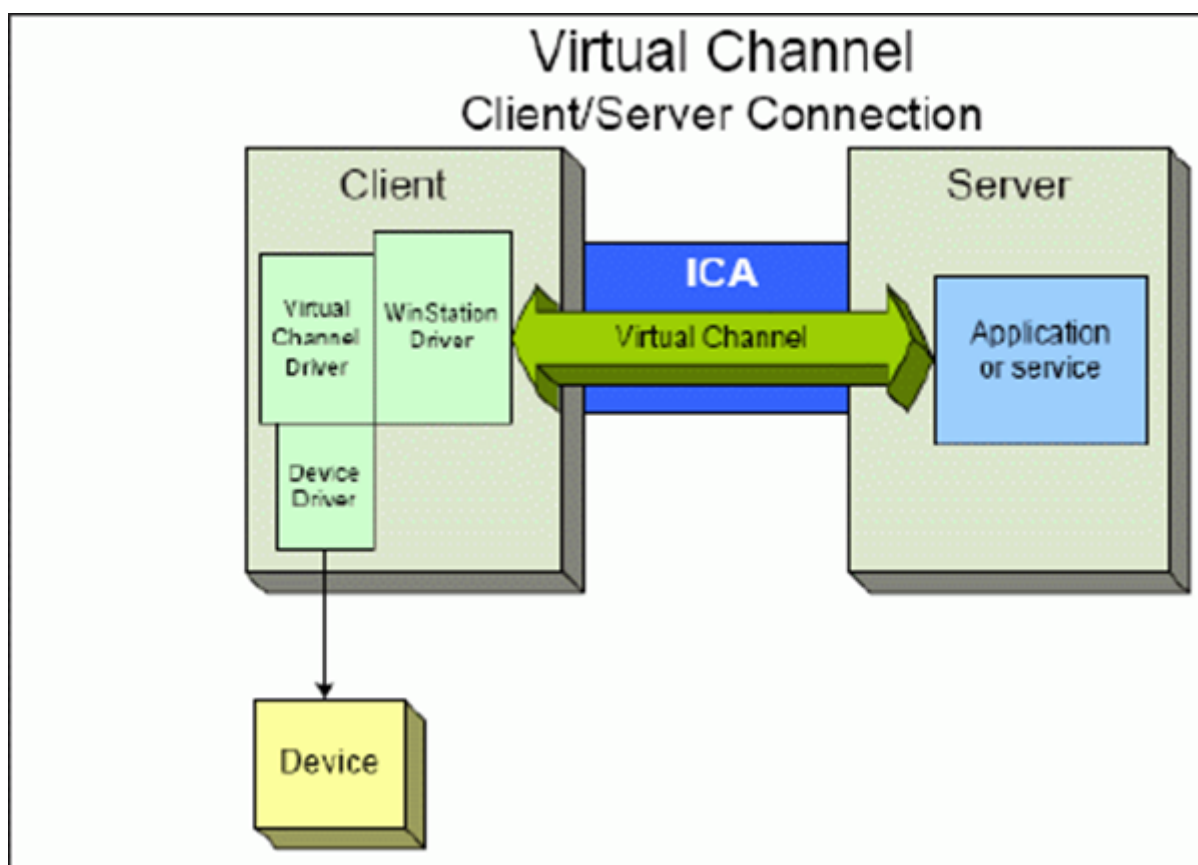 Virtual Channel
Client/Server Connection
Client
Server
ICA
Virtual
Channel
Driver
WinStation
Driver
Virtual Channel
Application
or service
Device
Driver
Device